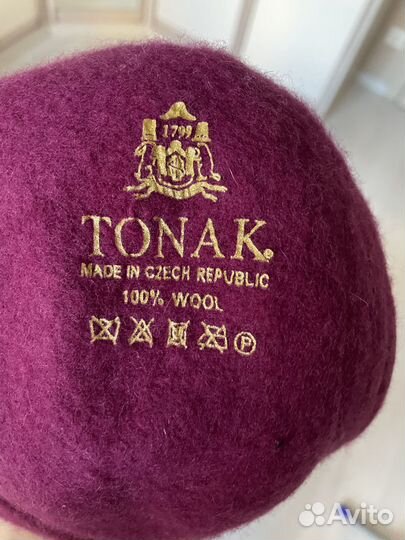 1799
TONAK®
MADE IN CZECH REPUBLIC
100% WOOL
P
Avito